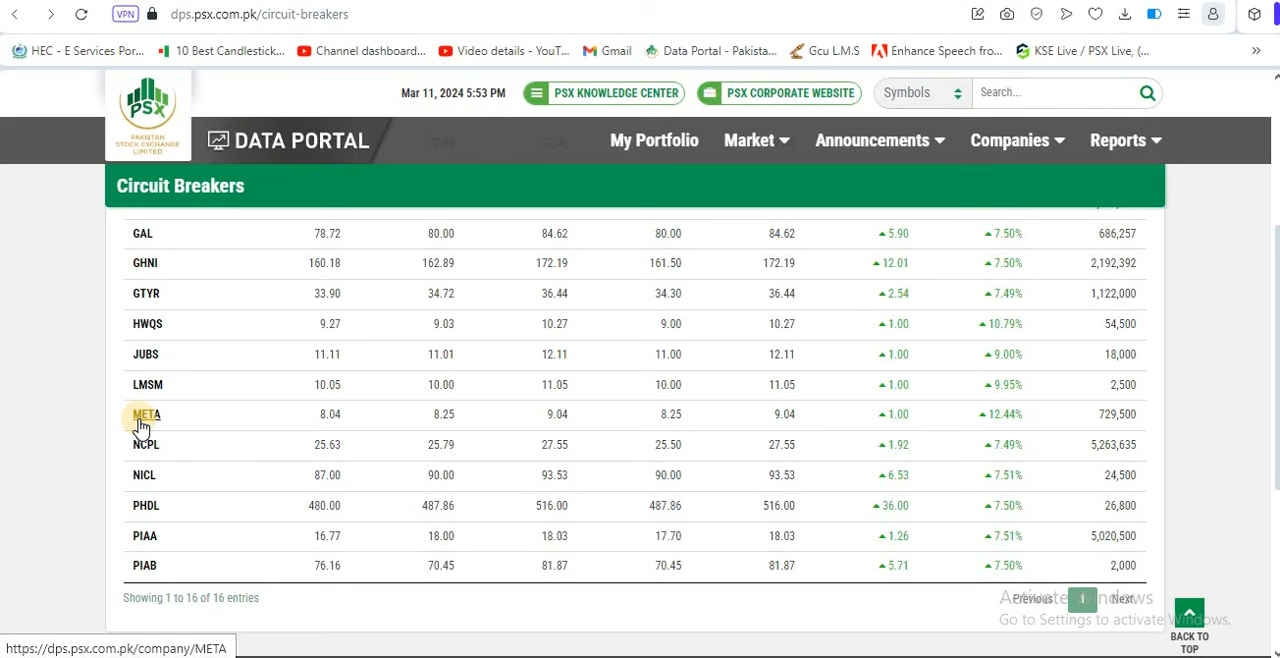 VPN dps.psx.com.pk/circuit-breakers
HEC - E Services Por... 10 Best Candlestick... Channel dashboard... Video details - YouT... Gmail Data Portal - Pakista... Gcu L.M.S Enhance Speech fro... KSE Live / PSX Live, (... »
PSX
PAKISTAN
STOCK EXCHANGE
LIMITED
Mar 11, 2024 5:53 PM PSX KNOWLEDGE CENTER PSX CORPORATE WEBSITE Symbols Search...
DATA PORTAL My Portfolio Market Announcements Companies Reports
Circuit Breakers
GAL 78.72 80.00 84.62 80.00 84.62 5.90 7.50% 686,257
GHNI 160.18 162.89 172.19 161.50 172.19 12.01 7.50% 2,192,392
GTYR 33.90 34.72 36.44 34.30 36.44 2.54 7.49% 1,122,000
HWQS 9.27 9.03 10.27 9.00 10.27 1.00 10.79% 54,500
JUBS 11.11 11.01 12.11 11.00 12.11 1.00 9.00% 18,000
LMSM 10.05 10.00 11.05 10.00 11.05 1.00 9.95% 2,500
META 8.04 8.25 9.04 8.25 9.04 1.00 12.44% 729,500
NCPL 25.63 25.79 27.55 25.50 27.55 1.92 7.49% 5,263,635
NICL 87.00 90.00 93.53 90.00 93.53 6.53 7.51% 24,500
PHDL 480.00 487.86 516.00 487.86 516.00 36.00 7.50% 26,800
PIAA 16.77 18.00 18.03 17.70 18.03 1.26 7.51% 5,020,500
PIAB 76.16 70.45 81.87 70.45 81.87 5.71 7.50% 2,000
Showing 1 to 16 of 16 entries Previous 1 Next
Activate Windows
Go to Settings to activate Windows.
BACK TO
TOP
https://dps.psx.com.pk/company/META